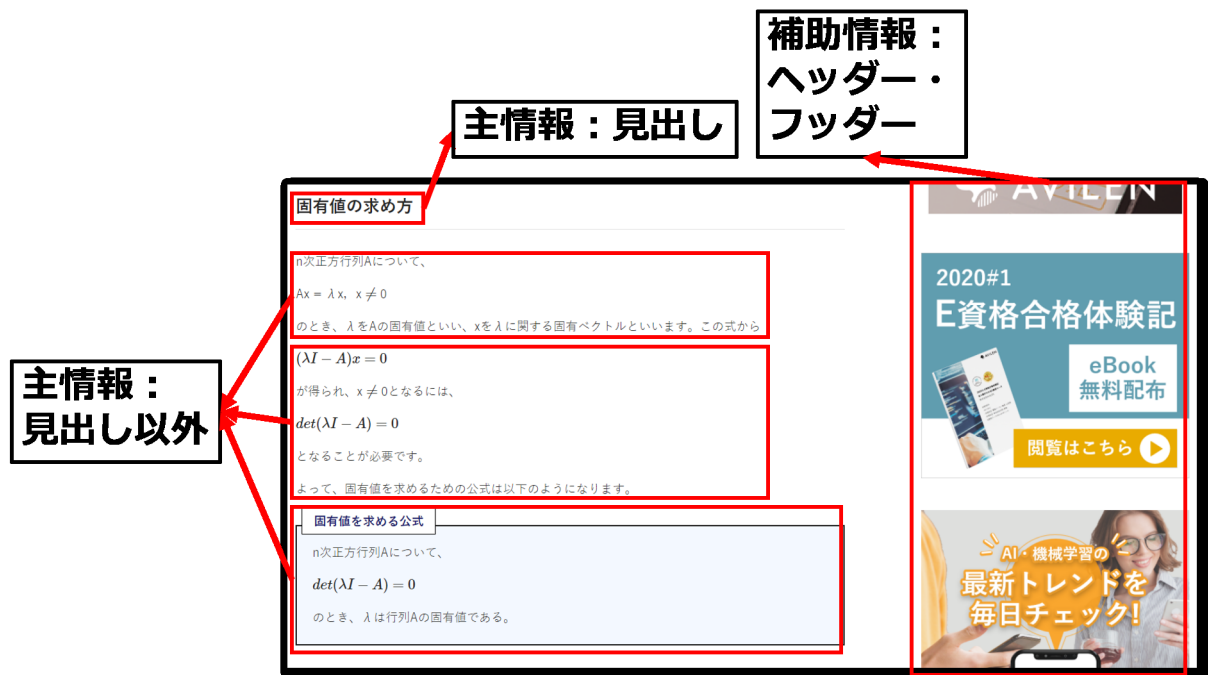 補助情報：
ヘッダー・
フッダー
主情報：見出し
主情報：
見出し以外
固有値の求め方
n次正方行列Aについて、
Ax = λx, x ≠ 0
のとき、λをAの固有値といい、xをλに関する固有ベクトルといいます。この式から
(λI − A)x = 0
が得られ、x ≠ 0となるには、
det(λI − A) = 0
となることが必要です。
よって、固有値を求めるための公式は以下のようになります。
固有値を求める公式
n次正方行列Aについて、
det(λI − A) = 0
のとき、λは行列Aの固有値である。
AVILEN
2020#1
E資格合格体験記
eBook
無料配布
閲覧はこちら
AI・機械学習の
最新トレンドを
毎日チェック!